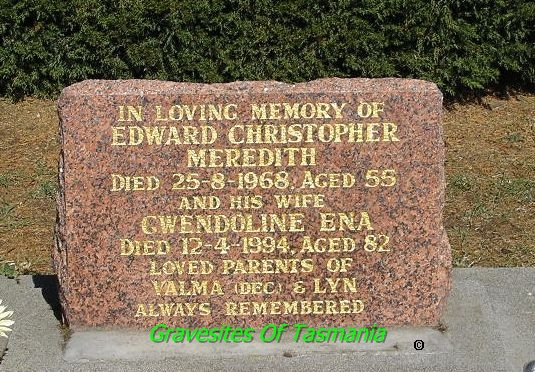 IN LOVING MEMORY OF
EDWARD CHRISTOPHER
MEREDITH
DIED 25-8-1968, AGED 55
AND HIS WIFE
GWENDOLINE ENA
DIED 12-4-1994, AGED 82
LOVED PARENTS OF
VALMA (DEC) & LYN
ALWAYS REMEMBERED
Gravesites Of Tasmania
©